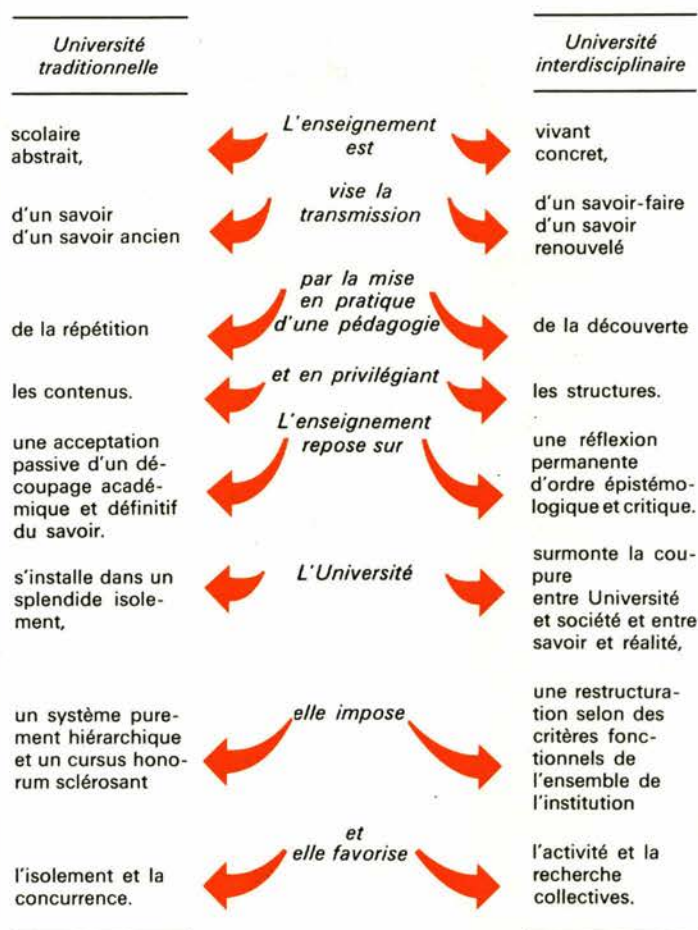 Université
traditionnelle
Université
interdisciplinaire
L'enseignement
est
scolaire
abstrait,
vivant
concret,
vise la
transmission
d'un savoir
d'un savoir ancien
d'un savoir-faire
d'un savoir
renouvelé
par la mise
en pratique
d'une pédagogie
de la répétition
de la découverte
et en privilégiant
les contenus.
les structures.
L'enseignement
repose sur
une acceptation
passive d'un dé-
coupage acadé-
mique et définitif
du savoir.
une réflexion
permanente
d'ordre épistémo-
logique et critique.
L'Université
s'installe dans un
splendide isole-
ment,
surmonte la cou-
pure
entre Université
et société et entre
savoir et réalité,
elle impose
un système pure-
ment hiérarchique
et un cursus hono-
rum sclérosant
une restructura-
tion selon des
critères fonc-
tionnels de
l'ensemble de
l'institution
et
elle favorise
l'isolement et la
concurrence.
l'activité et la
recherche
collectives.